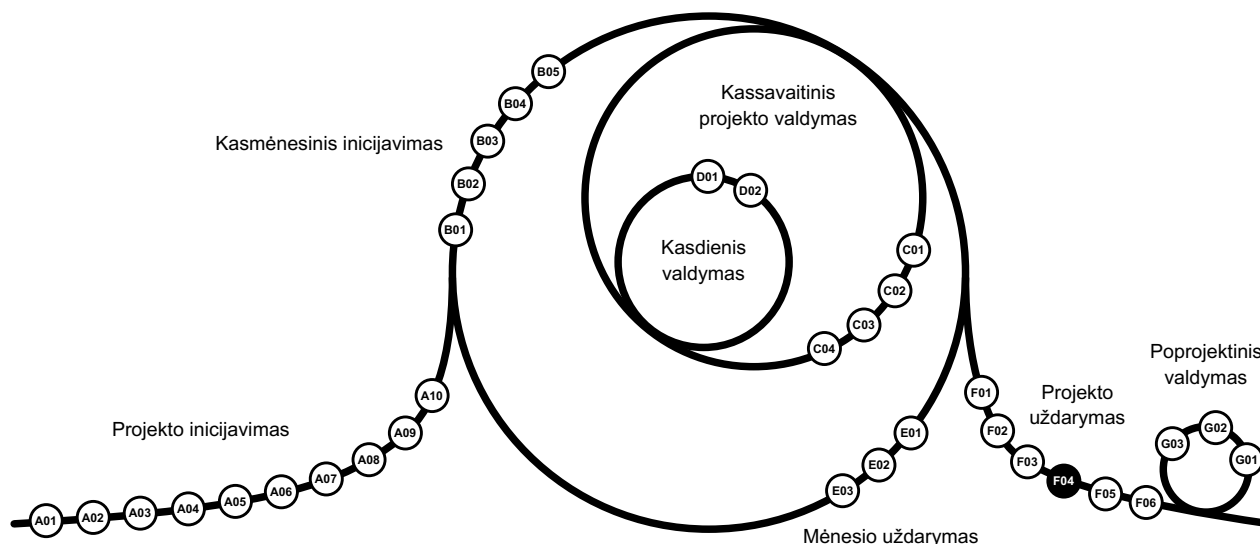 Projekto inicijavimas
A01
A02
A03
A04
A05
A06
A07
A08
A09
A10
Kasmėnesinis inicijavimas
B01
B02
B03
B04
B05
Kassavaitinis
projekto valdymas
C01
C02
C03
C04
Kasdienis
valdymas
D01
D02
Mėnesio uždarymas
E01
E02
E03
Projekto
uždarymas
F01
F02
F03
F04
F05
F06
Poprojektinis
valdymas
G01
G02
G03